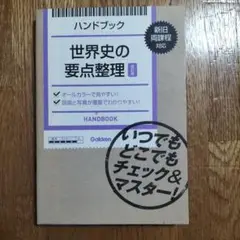 ハンドブック
世界史の
要点整理
新旧
両課程
対応
オールカラーで見やすい!
図版と写真が豊富でわかりやすい!
HANDBOOK
Gakken
いつでも
どこでも
チェック&
マスター!